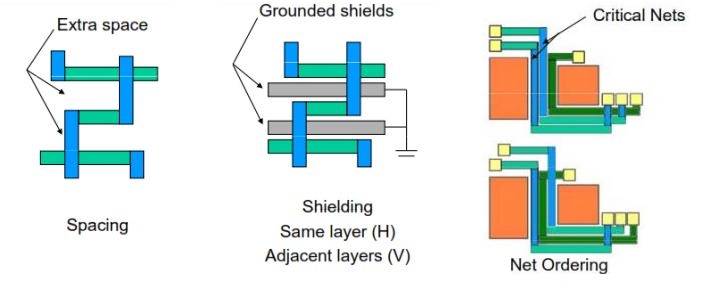 Extra space
Spacing
Grounded shields
Shielding
Same layer (H)
Adjacent layers (V)
Critical Nets
Net Ordering